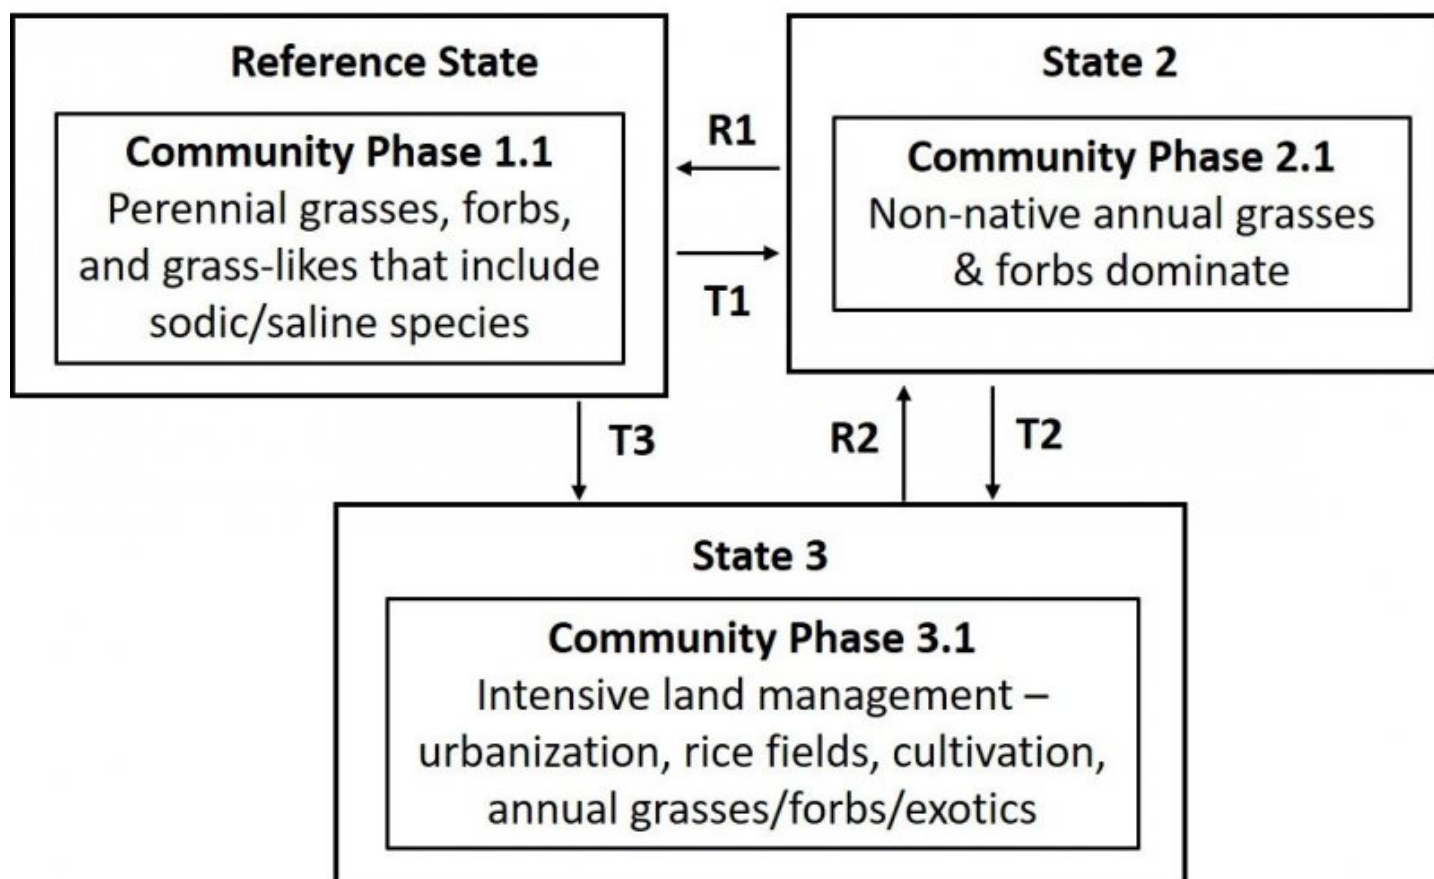 Reference State
Community Phase 1.1
Perennial grasses, forbs,
and grass-likes that include
sodic/saline species
R1
T1
State 2
Community Phase 2.1
Non-native annual grasses
& forbs dominate
T3
R2
T2
State 3
Community Phase 3.1
Intensive land management –
urbanization, rice fields, cultivation,
annual grasses/forbs/exotics